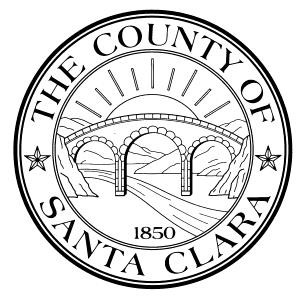 THE COUNTY OF
1850
SANTA CLARA